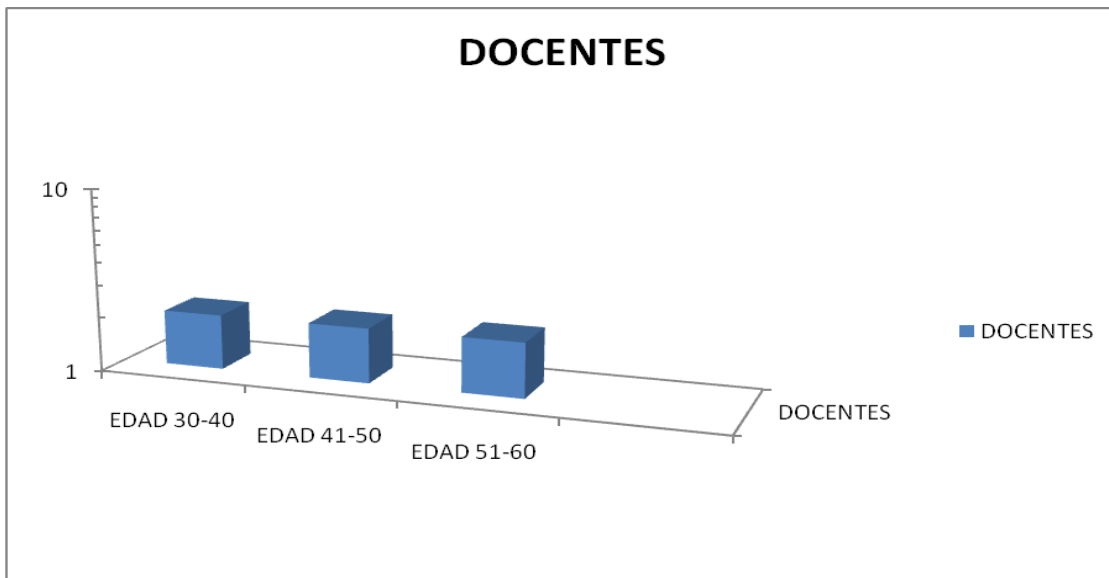 DOCENTES
10
1
EDAD 30-40
EDAD 41-50
EDAD 51-60
DOCENTES
DOCENTES